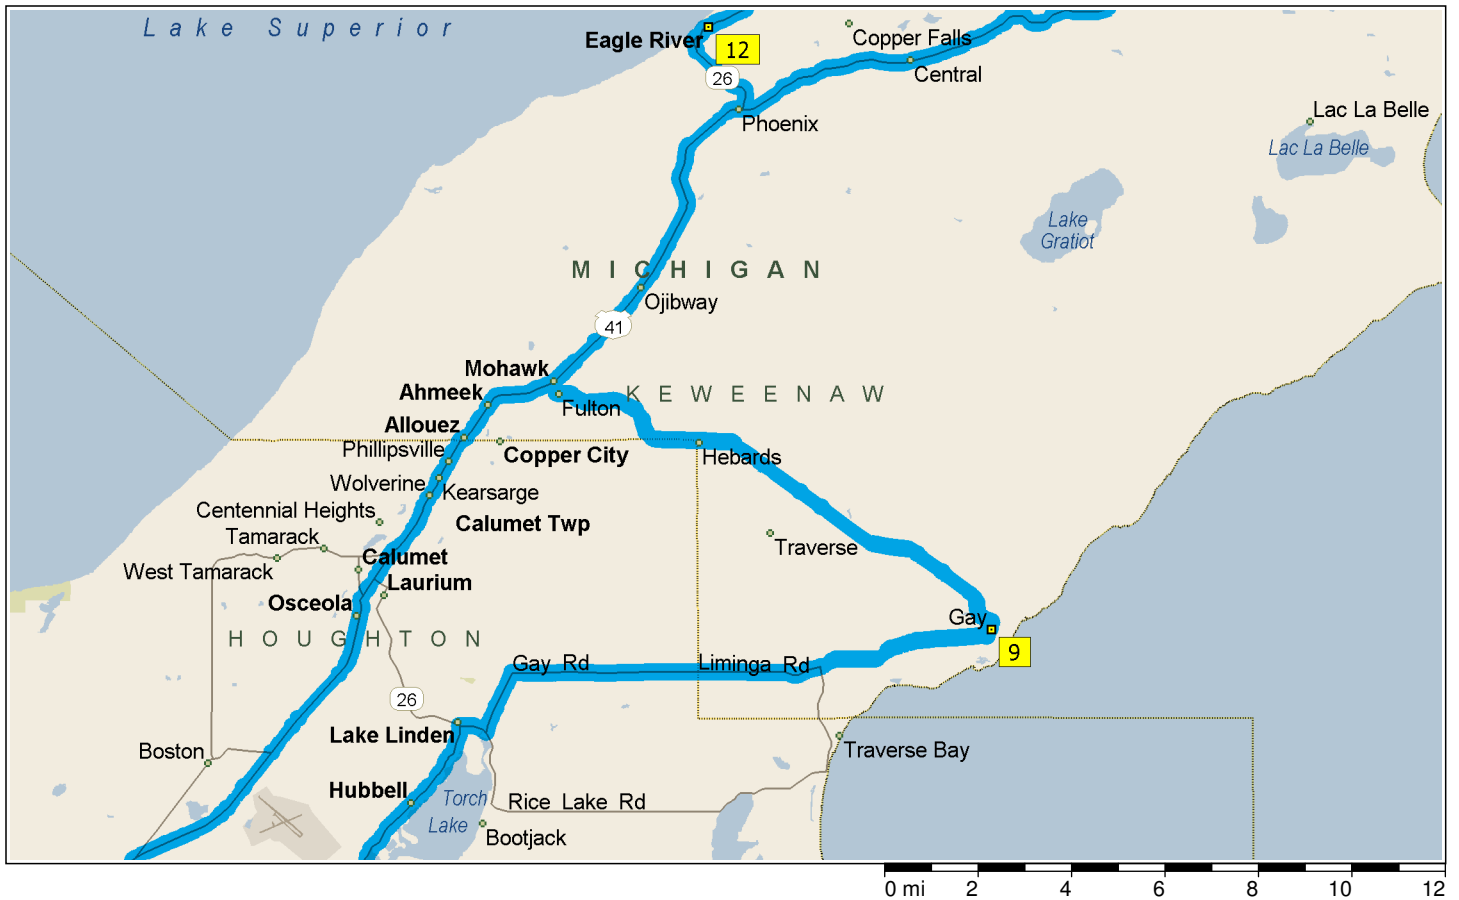 Lake Superior
Eagle River
12
Copper Falls
26
Central
Phoenix
Lac La Belle
Lac La Belle
Lake
Gratiot
MICHIGAN
Ojibway
41
Mohawk
Ahmeek
KEWEENAW
Fulton
Allouez
Phillipsville
Copper City
Hebards
Wolverine
Kearsarge
Centennial Heights
Calumet Twp
Tamarack
Traverse
Calumet
West Tamarack
Laurium
Osceola
Gay
HOUGHTON
9
Gay Rd
Liminga Rd
26
Lake Linden
Boston
Traverse Bay
Hubbell
Torch
Lake
Rice Lake Rd
Bootjack
0 mi 2 4 6 8 10 12